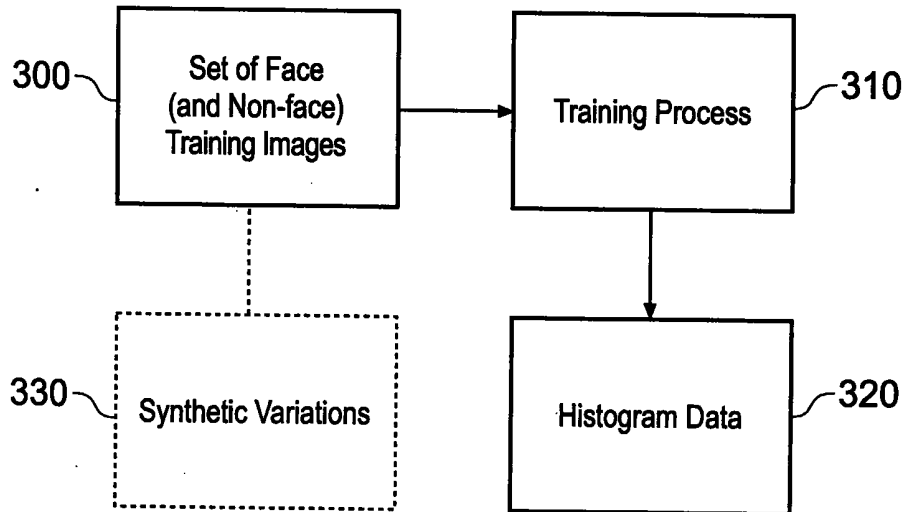 300
Set of Face
(and Non-face)
Training Images
Training Process
310
330
Synthetic Variations
Histogram Data
320